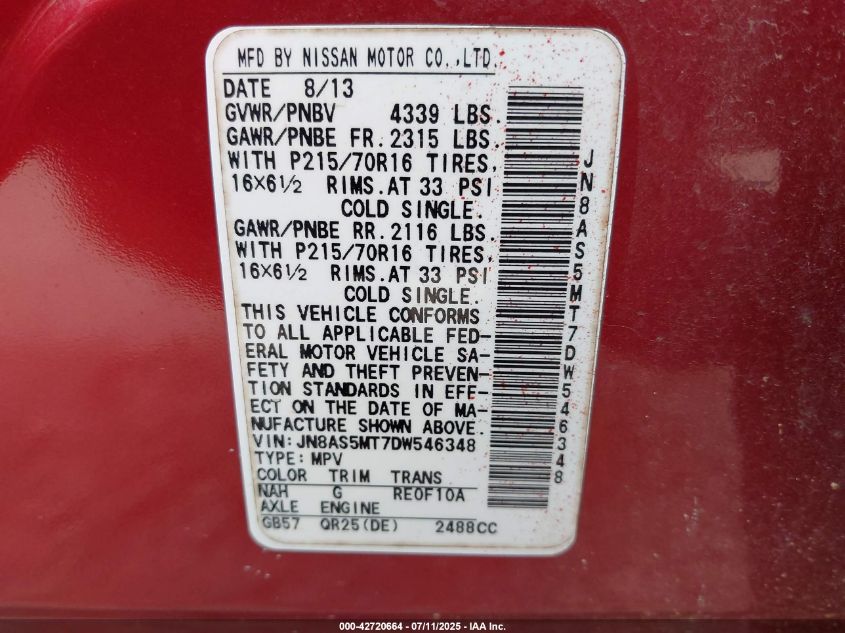 MFD BY NISSAN MOTOR CO.,LTD.
DATE 8/13
GVWR/PNBV 4339 LBS.
GAWR/PNBE FR. 2315 LBS.
WITH P215/70R16 TIRES,
16×6½ RIMS. AT 33 PSI
COLD SINGLE.
GAWR/PNBE RR. 2116 LBS.
WITH P215/70R16 TIRES,
16×6½ RIMS. AT 33 PSI
COLD SINGLE.
THIS VEHICLE CONFORMS
TO ALL APPLICABLE FED-
ERAL MOTOR VEHICLE SA-
FETY AND THEFT PREVEN-
TION STANDARDS IN EFF-
ECT ON THE DATE OF MA-
NUFACTURE SHOWN ABOVE.
VIN:JN8AS5MT7DW546348
TYPE: MPV
COLOR TRIM TRANS
NAH G RE0F10A
AXLE ENGINE
GB57 QR25(DE) 2488CC
JN8AS5MT7DW546348
000-42720664 - 07/11/2025 - IAA Inc.